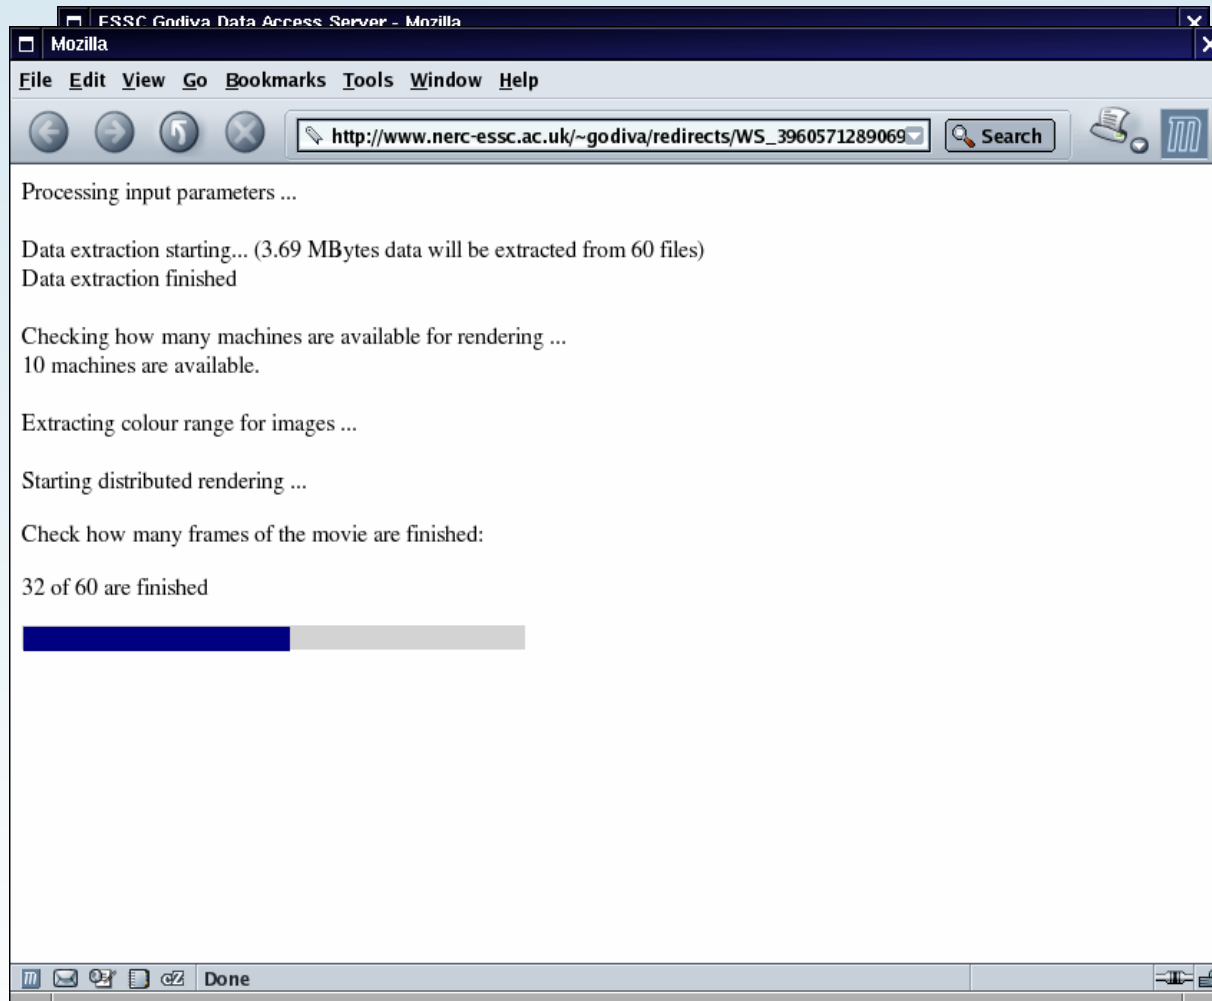 ESSC Godiva Data Access Server - Mozilla
Mozilla
File Edit View Go Bookmarks Tools Window Help
http://www.nerc-essc.ac.uk/~godiva/redirects/WS_3960571289069 Search
Processing input parameters ...
Data extraction starting... (3.69 MBytes data will be extracted from 60 files)
Data extraction finished
Checking how many machines are available for rendering ...
10 machines are available.
Extracting colour range for images ...
Starting distributed rendering ...
Check how many frames of the movie are finished:
32 of 60 are finished
Done